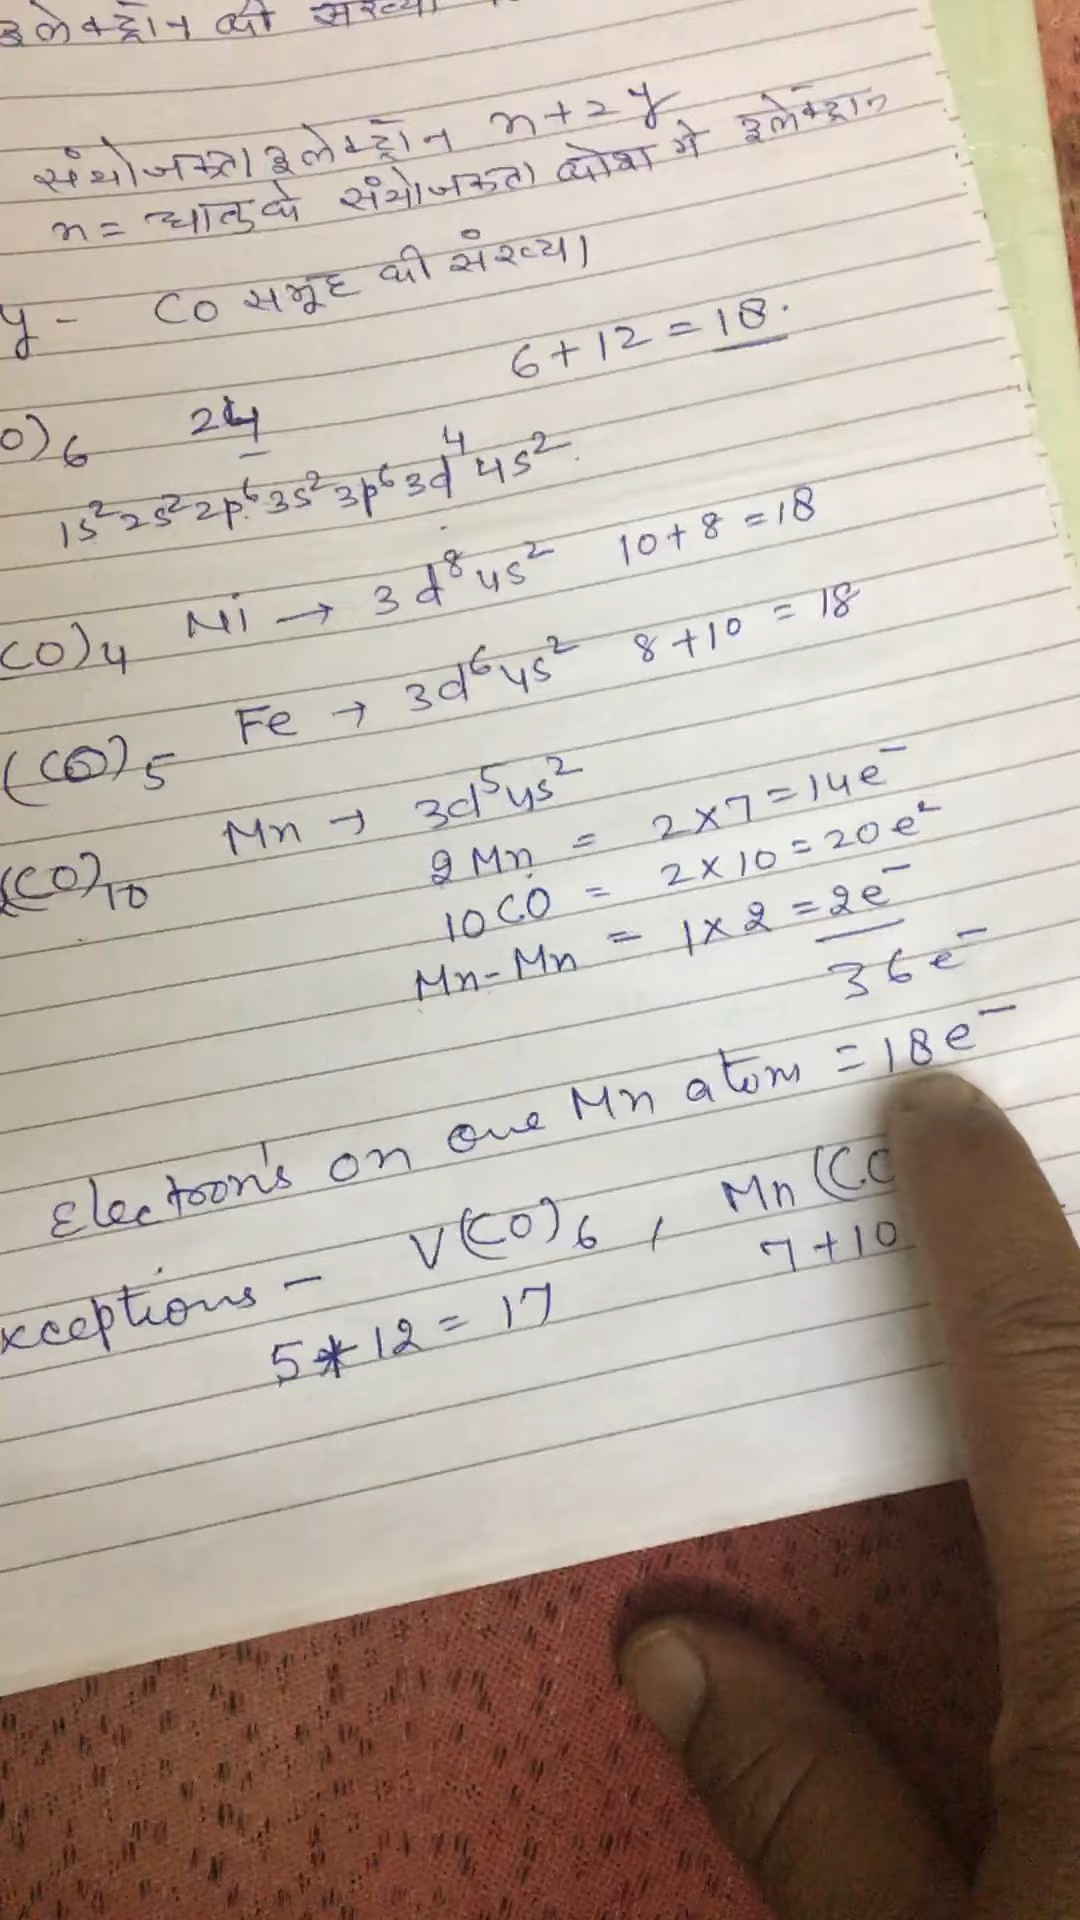 इलेक्ट्रॉन की संख्या
संयोजकता इलेक्ट्रॉन n+2y
n = धातु के संयोजकता कोश में इलेक्ट्रॉन
y - CO समूह की संख्या
6+12 = 18.
O)6 24
1s² 2s² 2p⁶ 3s² 3p⁶ 3d⁴ 4s².
CO)4 Ni → 3d⁸ 4s² 10+8 = 18
(CO)5 Fe → 3d⁶ 4s² 8+10 = 18
(CO)10 Mn → 3d⁵ 4s²
2 Mn = 2×7 = 14e⁻
10 CO = 2×10 = 20e⁻
Mn-Mn = 1×2 = 2e⁻
36e⁻
Electron's on one Mn atom = 18e⁻
xceptions - V(CO)6 , Mn (CO
5*12 = 17 7+10